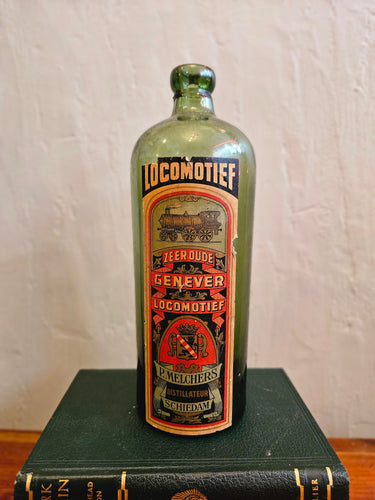 LOCOMOTIEF
ZEER OUDE
GENEVER
LOCOMOTIEF
P. MELCHERS
DISTILLATEUR
SCHIEDAM